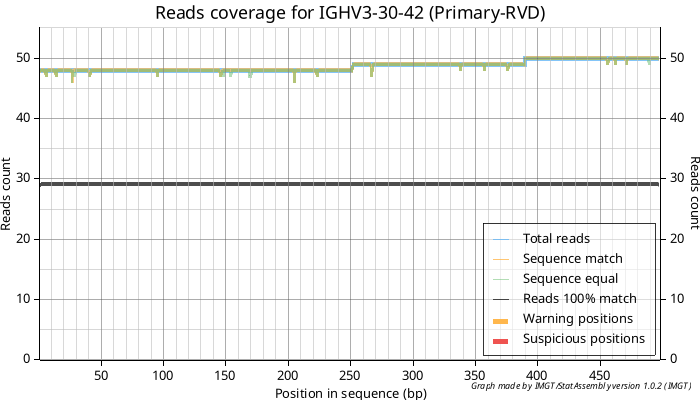 Reads coverage for IGHV3-30-42 (Primary-RVD)
50 50
40 40
30 30
20 20
10 10
0 0
Reads count
Reads count
Total reads
Sequence match
Sequence equal
Reads 100% match
Warning positions
Suspicious positions
50 100 150 200 250 300 350 400 450
Position in sequence (bp)
Graph made by IMGT/StatAssembly version 1.0.2 (IMGT)